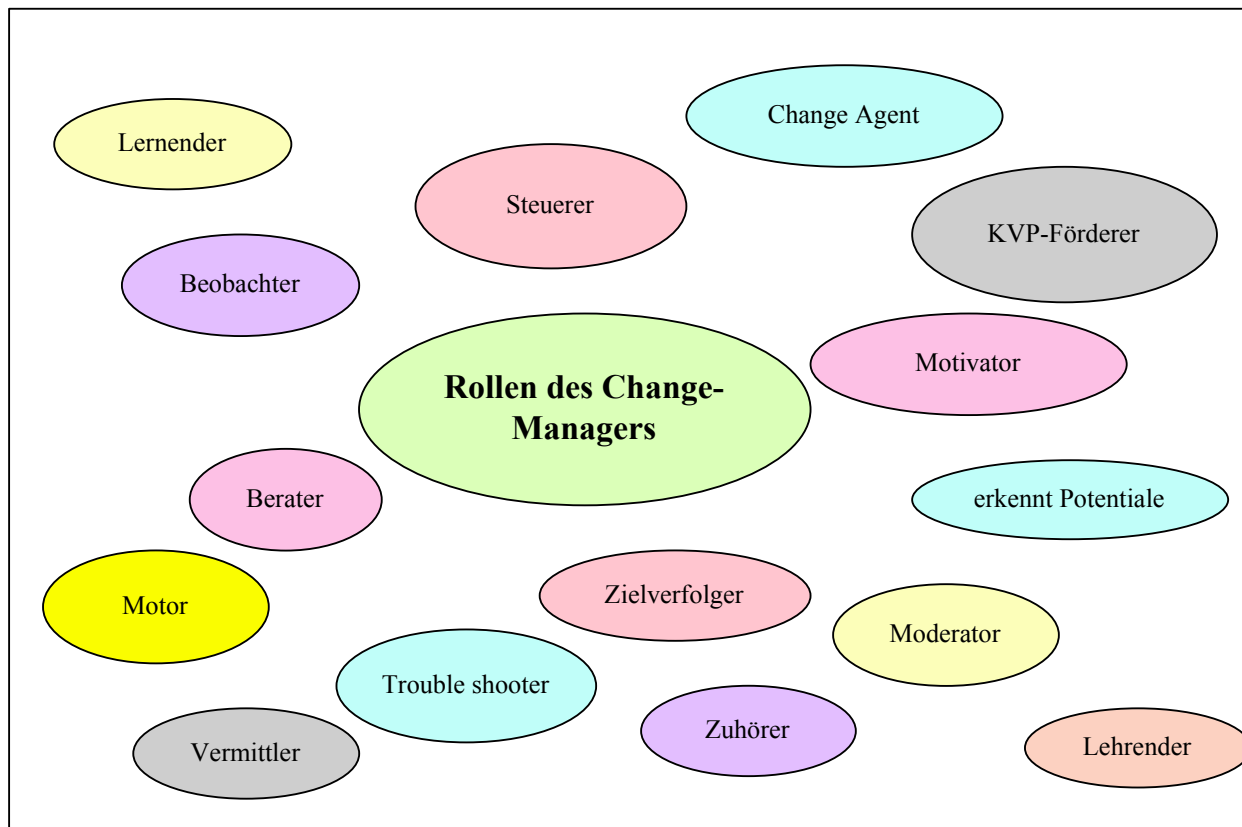 Change Agent
Lernender
Steuerer
KVP-Förderer
Beobachter
Motivator
Rollen des Change-
Managers
Berater
erkennt Potentiale
Zielverfolger
Motor
Moderator
Trouble shooter
Zuhörer
Vermittler
Lehrender